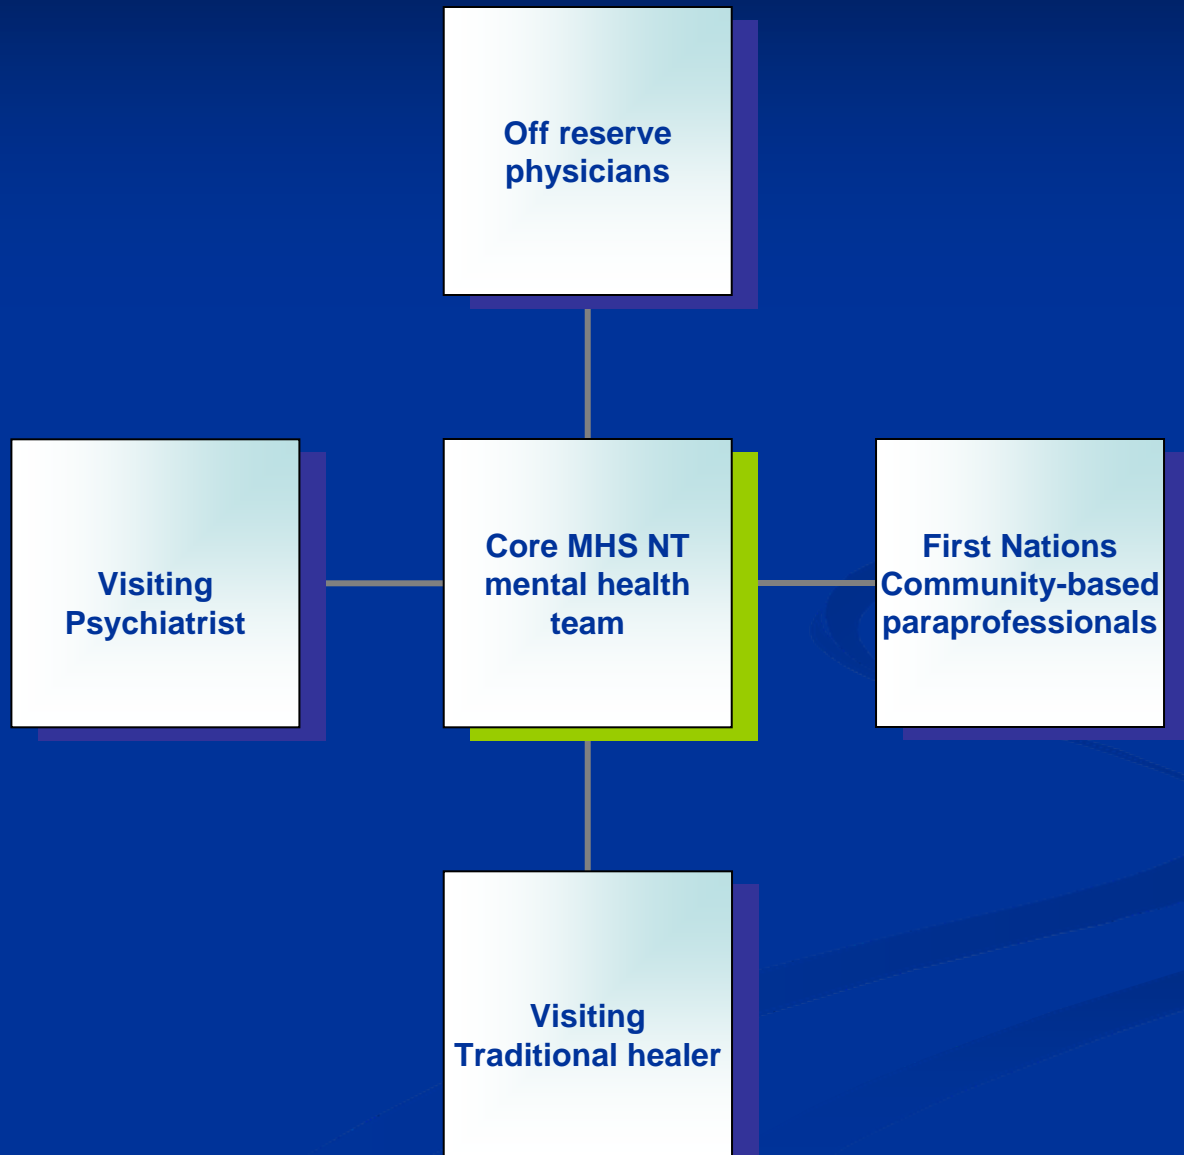 Off reserve
physicians
Visiting
Psychiatrist
Core MHS NT
mental health
team
First Nations
Community-based
paraprofessionals
Visiting
Traditional healer